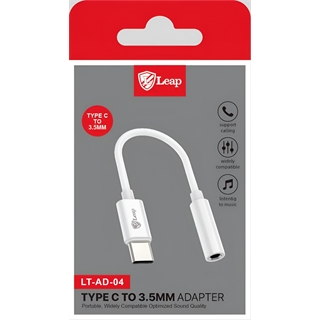 Leap
TYPE C
TO
3.5MM
support
calling
widely
compatible
listening
to music
Leap
LT-AD-04
TYPE C TO 3.5MM ADAPTER
Portable, Widely Compatible Optimized Sound Quality